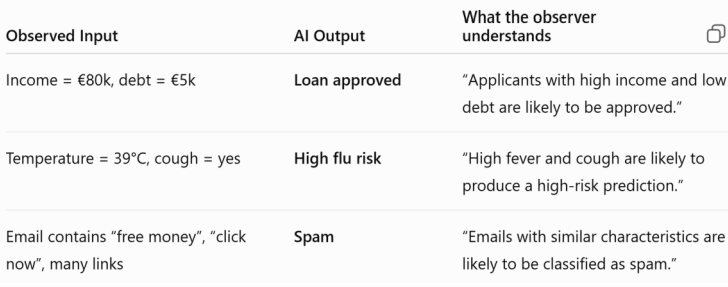 Observed Input
AI Output
What the observer
understands
Income = €80k, debt = €5k
Loan approved
“Applicants with high income and low
debt are likely to be approved.”
Temperature = 39°C, cough = yes
High flu risk
“High fever and cough are likely to
produce a high-risk prediction.”
Email contains “free money”, “click
now”, many links
Spam
“Emails with similar characteristics are
likely to be classified as spam.”